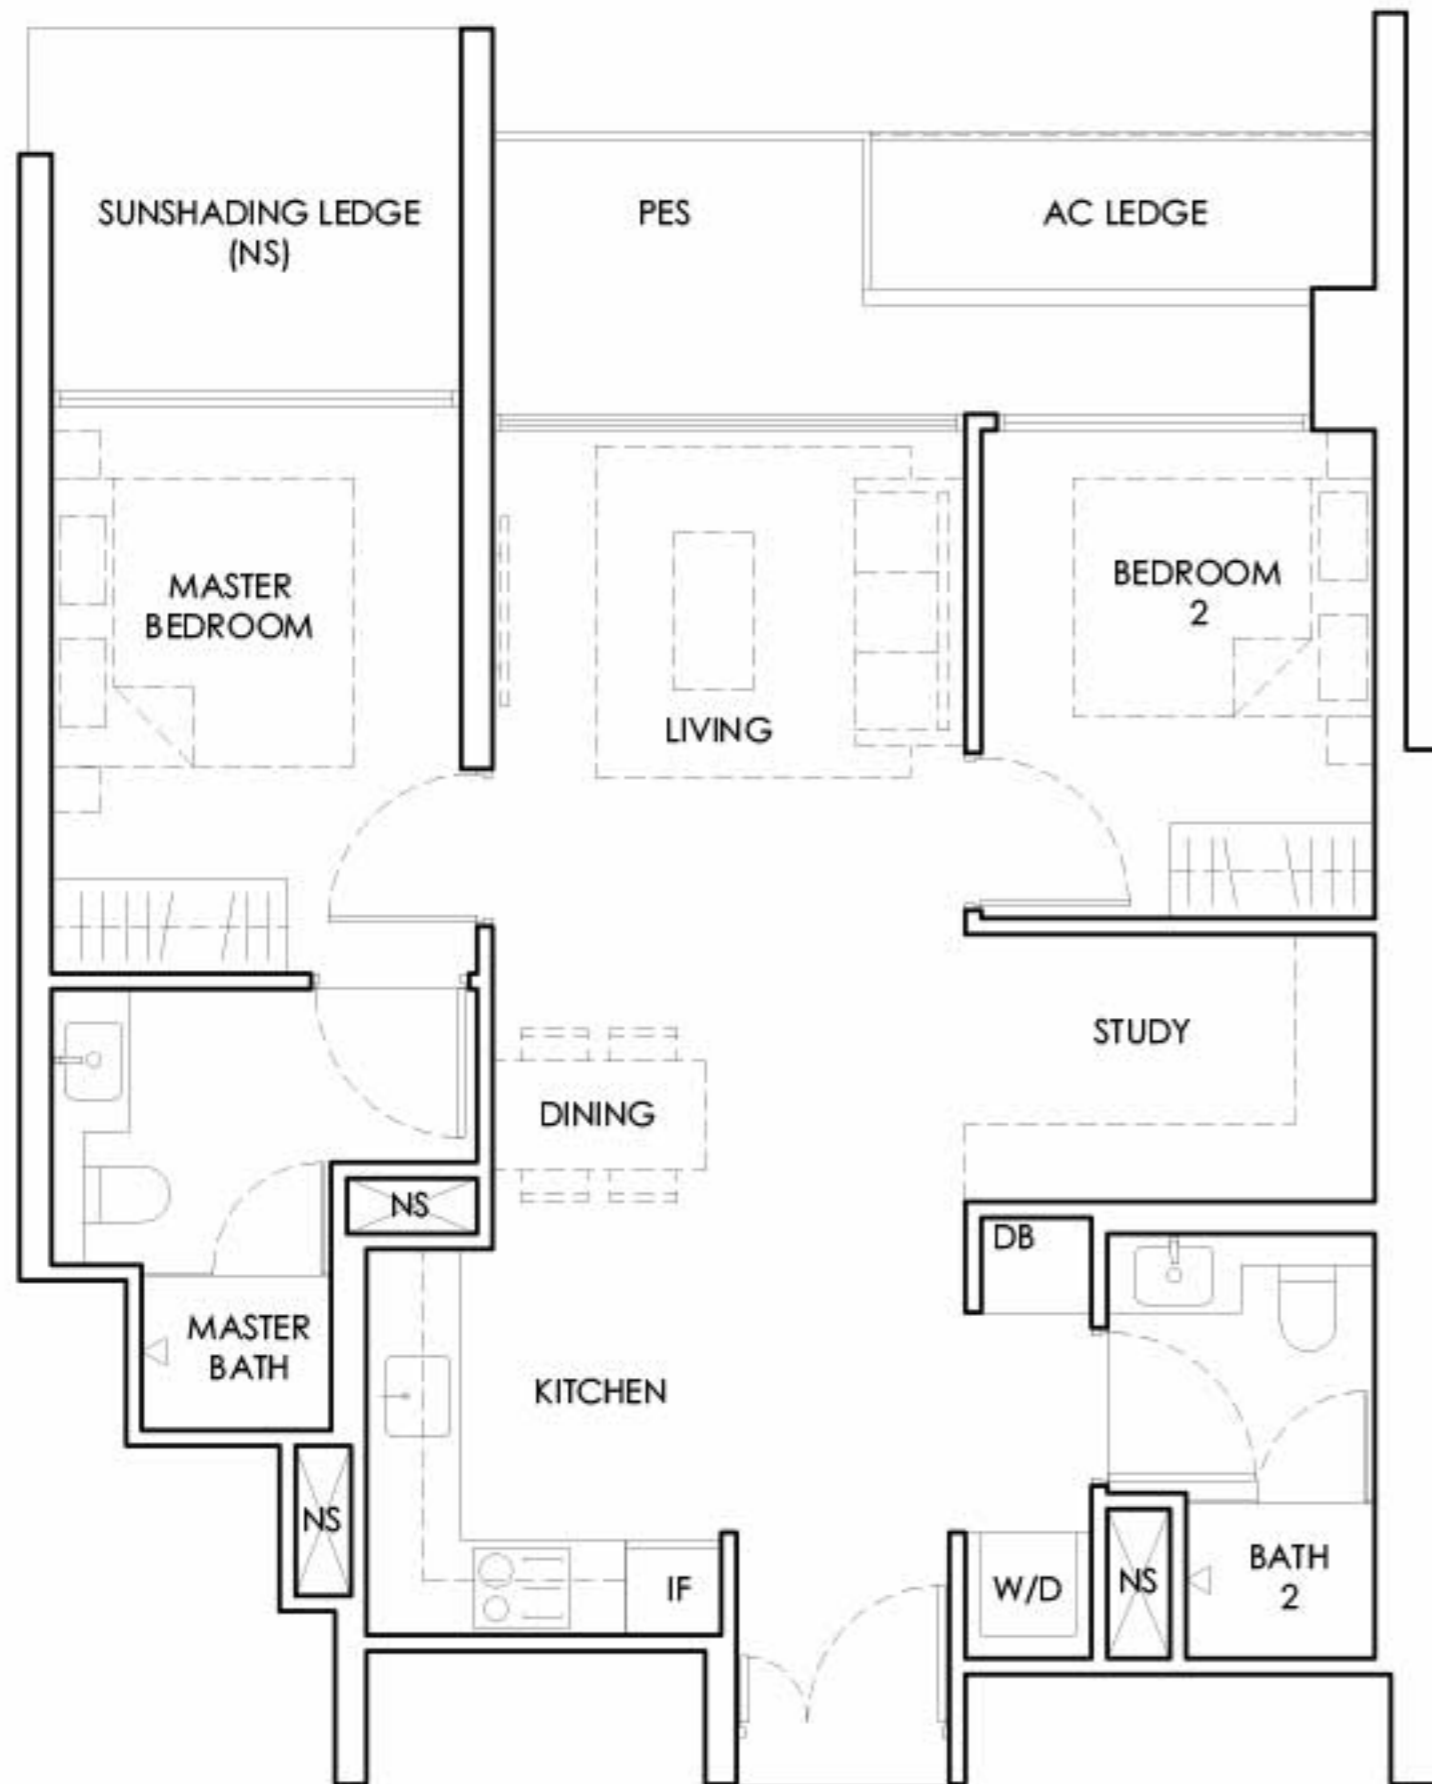 SUNSHADING LEDGE
(NS)
PES
AC LEDGE
MASTER
BEDROOM
LIVING
BEDROOM
2
STUDY
DINING
NS
DB
MASTER
BATH
KITCHEN
NS
IF
W/D
NS
BATH
2